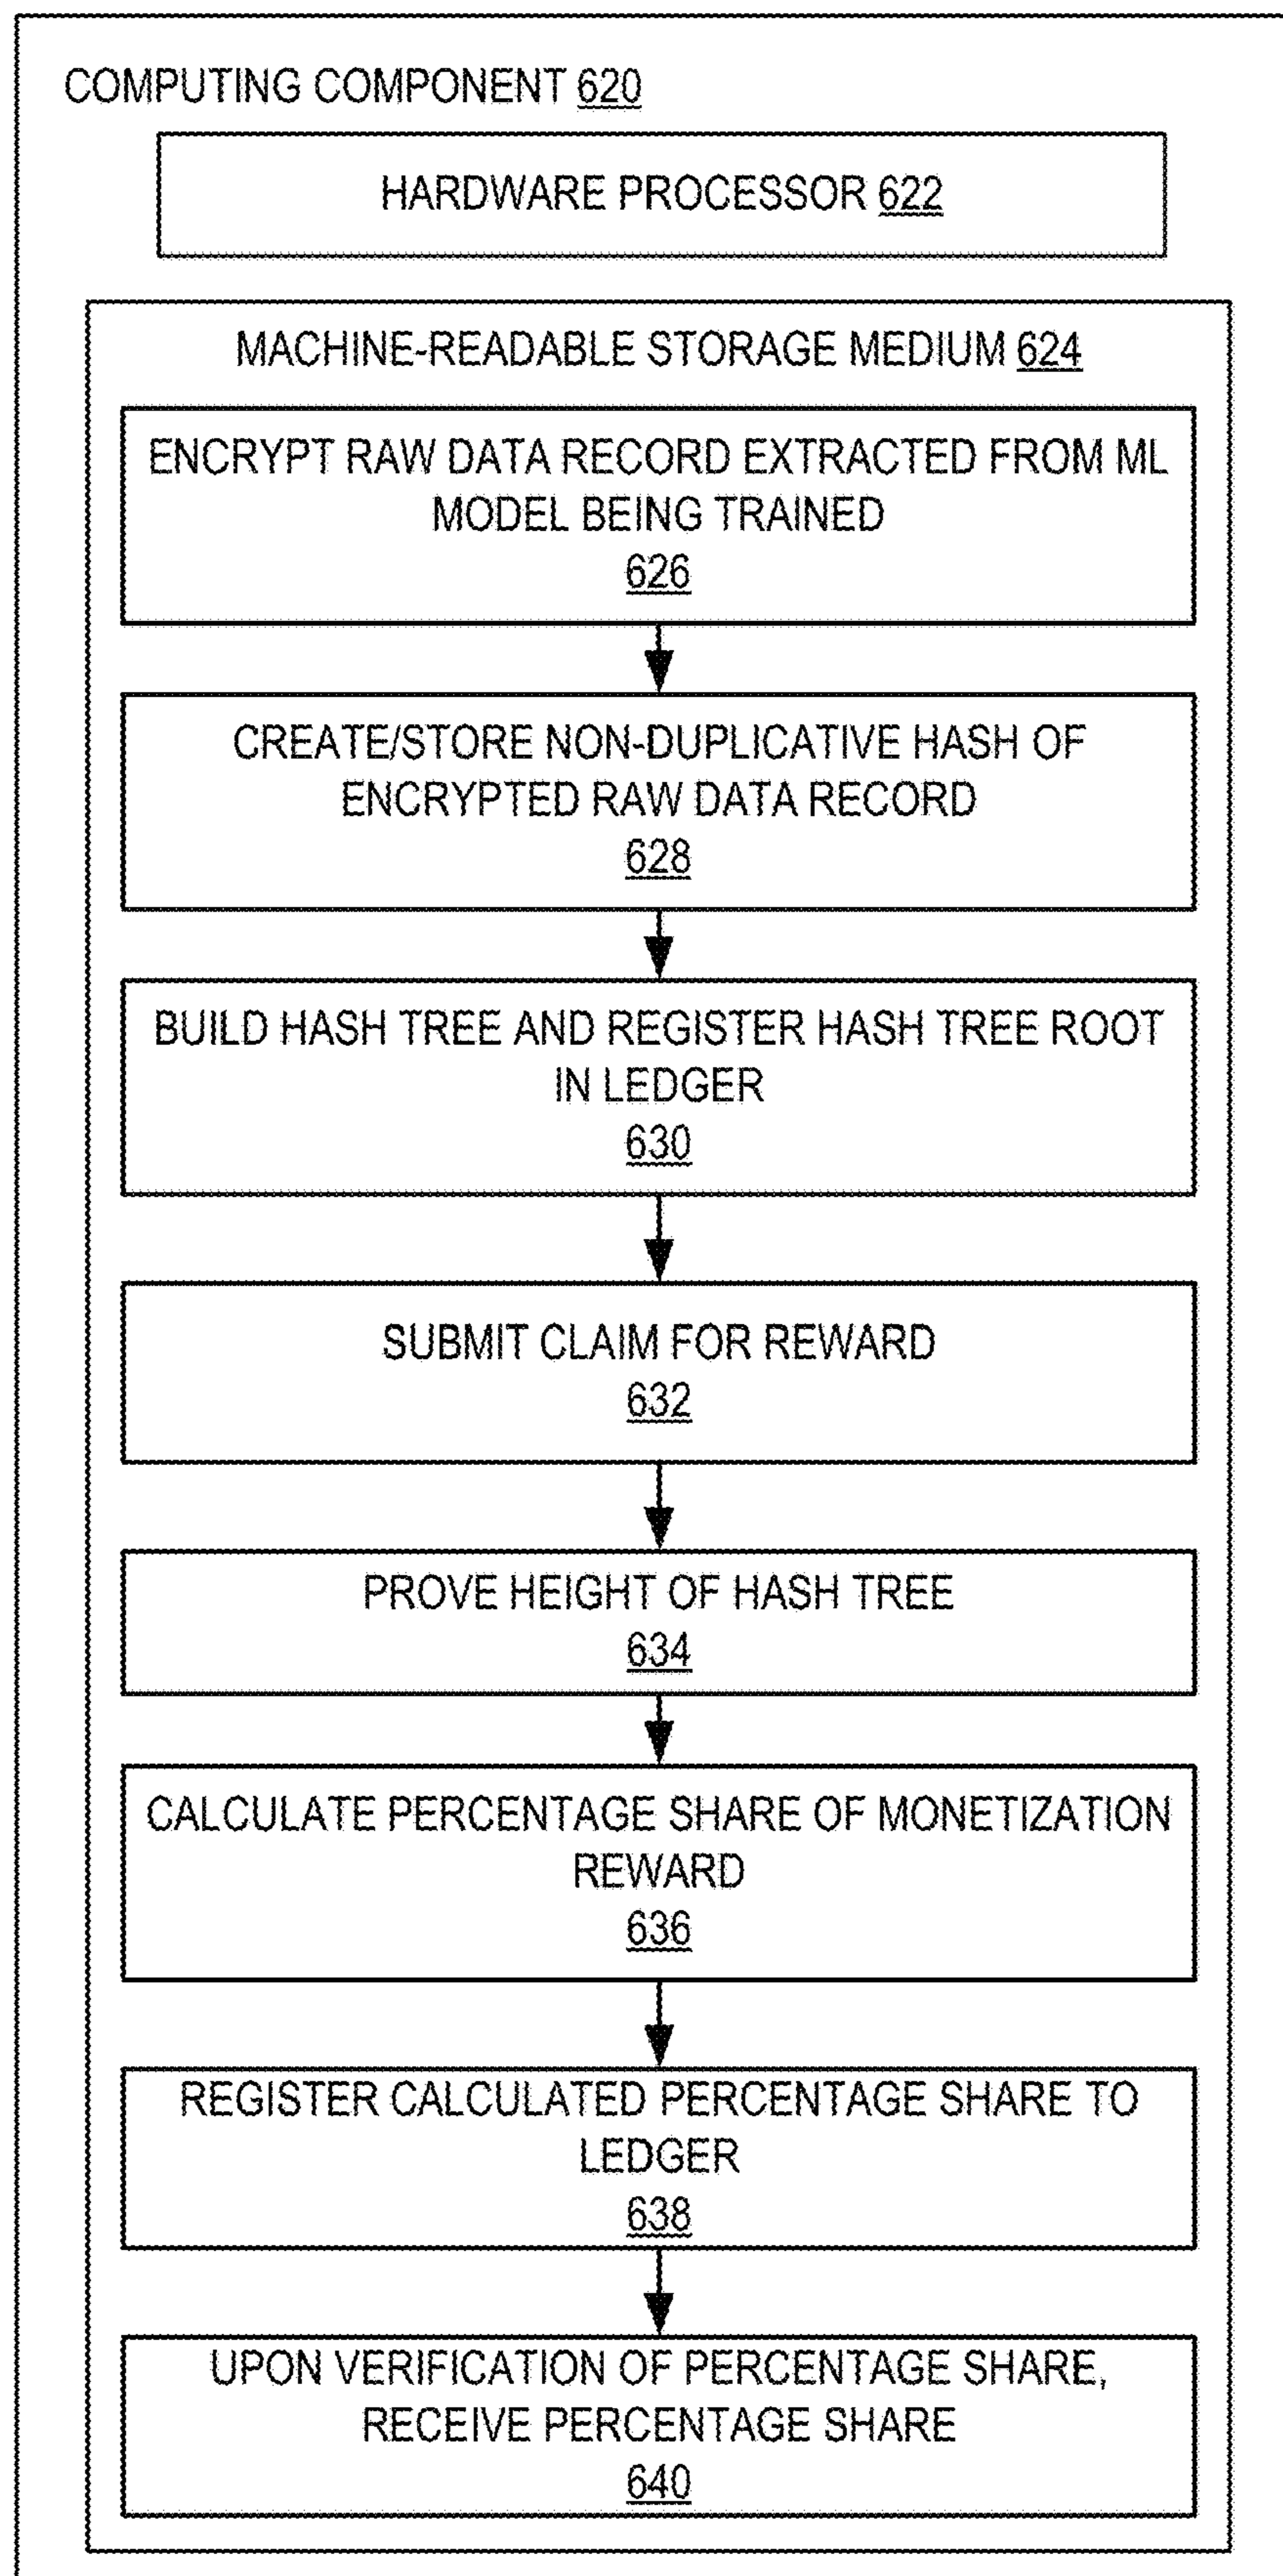 COMPUTING COMPONENT 620
HARDWARE PROCESSOR 622
MACHINE-READABLE STORAGE MEDIUM 624
ENCRYPT RAW DATA RECORD EXTRACTED FROM ML
MODEL BEING TRAINED
626
CREATE/STORE NON-DUPLICATIVE HASH OF
ENCRYPTED RAW DATA RECORD
628
BUILD HASH TREE AND REGISTER HASH TREE ROOT
IN LEDGER
630
SUBMIT CLAIM FOR REWARD
632
PROVE HEIGHT OF HASH TREE
634
CALCULATE PERCENTAGE SHARE OF MONETIZATION
REWARD
636
REGISTER CALCULATED PERCENTAGE SHARE TO
LEDGER
638
UPON VERIFICATION OF PERCENTAGE SHARE,
RECEIVE PERCENTAGE SHARE
640